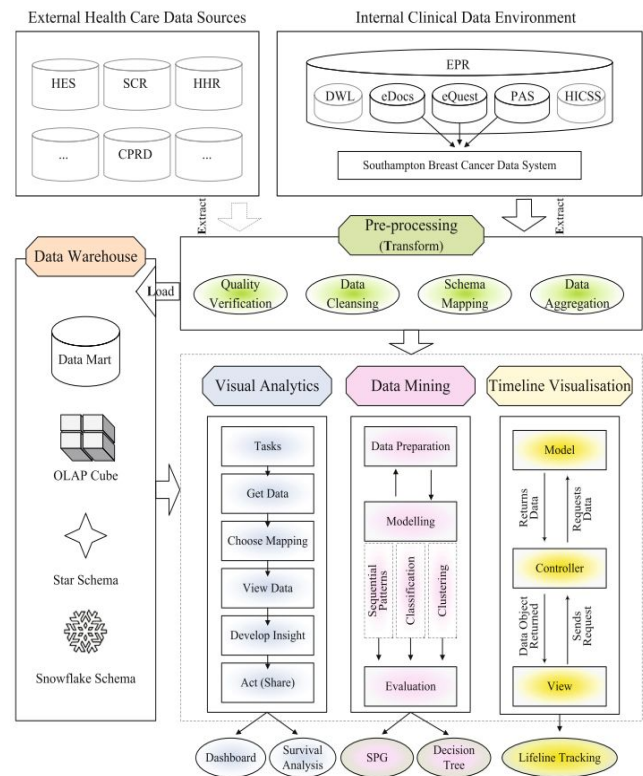 External Health Care Data Sources
HES
SCR
HHR
...
CPRD
...
Internal Clinical Data Environment
EPR
DWL
eDocs
eQuest
PAS
HICSS
Southampton Breast Cancer Data System
Extract
Extract
Pre-processing
(Transform)
Quality
Verification
Data
Cleansing
Schema
Mapping
Data
Aggregation
Load
Data Warehouse
Data Mart
OLAP Cube
Star Schema
Snowflake Schema
Visual Analytics
Tasks
Get Data
Choose Mapping
View Data
Develop Insight
Act (Share)
Dashboard
Survival
Analysis
Data Mining
Data Preparation
Modelling
Sequential
Patterns
Classification
Clustering
Evaluation
SPG
Decision
Tree
Timeline Visualisation
Model
Returns
Data
Requests
Data
Controller
Data Object
Returned
Sends
Request
View
Lifeline Tracking